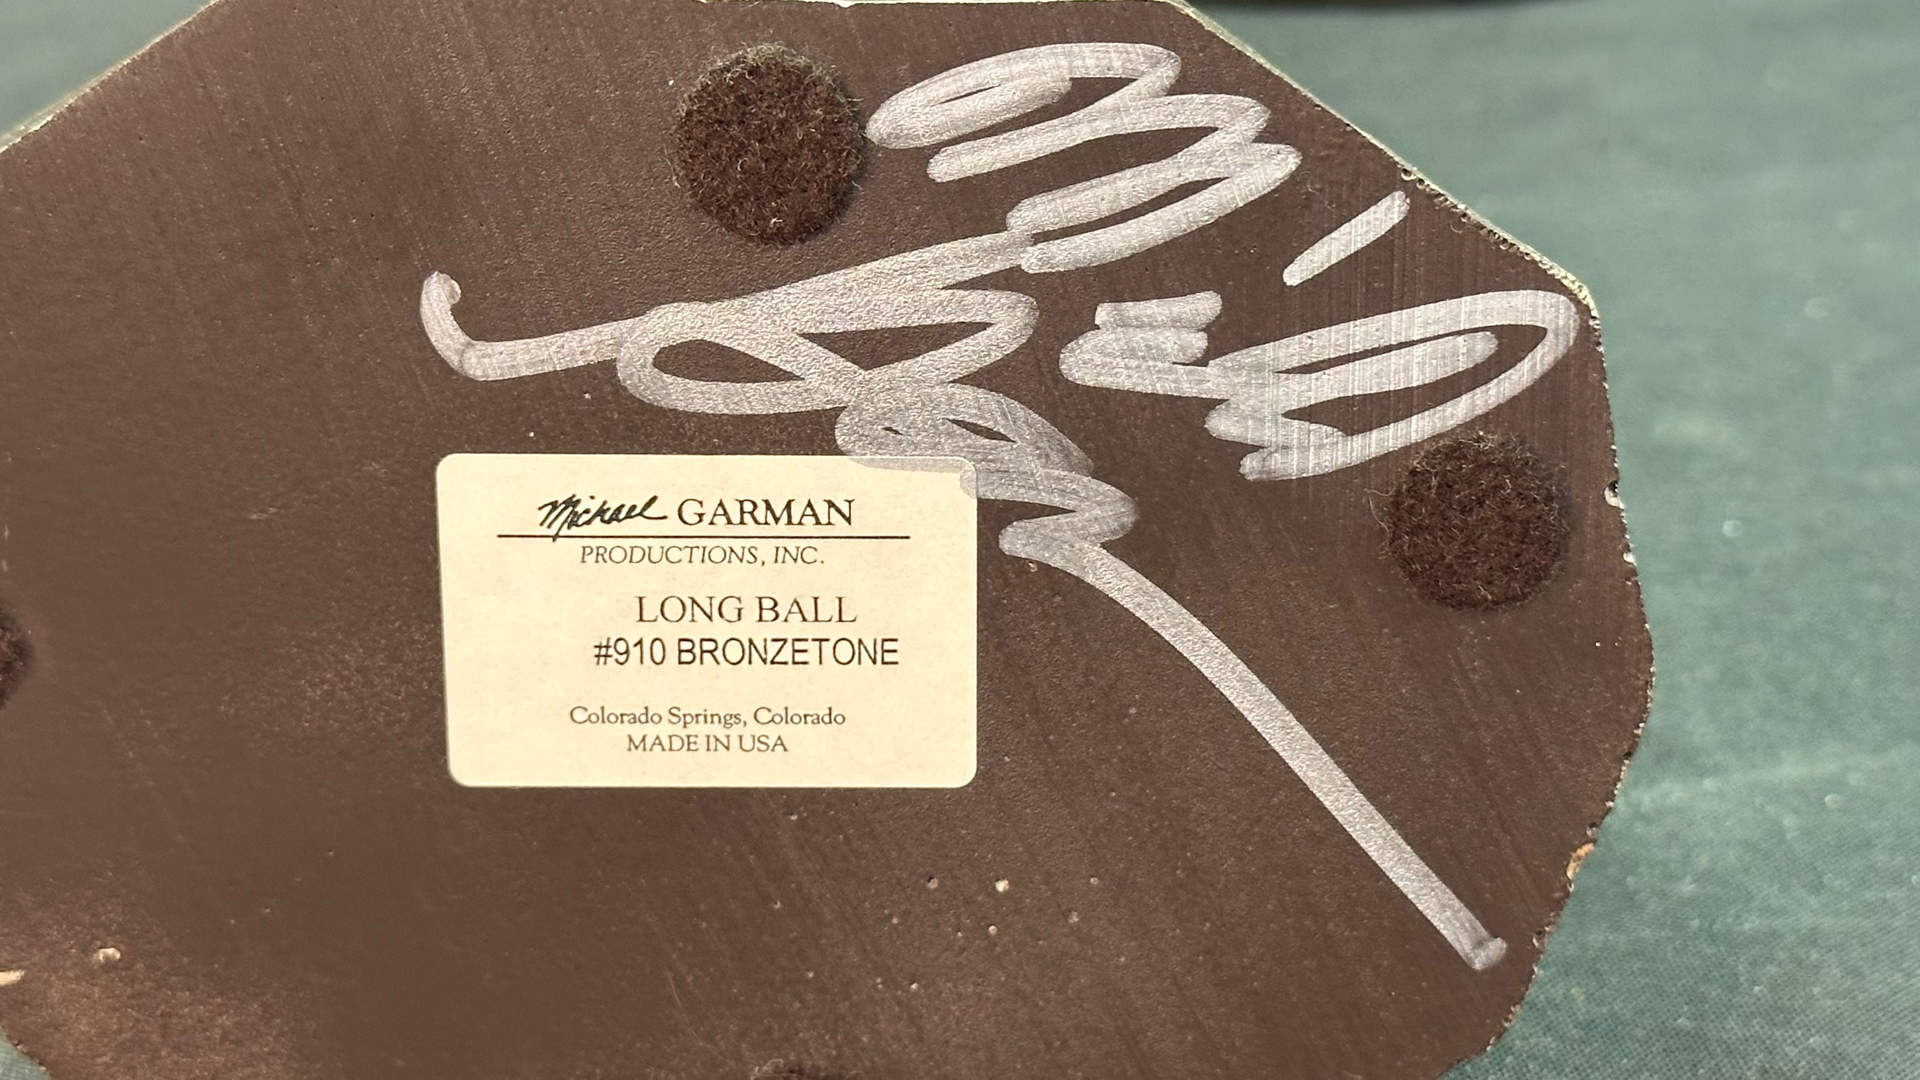 Michael GARMAN
PRODUCTIONS, INC.
LONG BALL
#910 BRONZETONE
Colorado Springs, Colorado
MADE IN USA